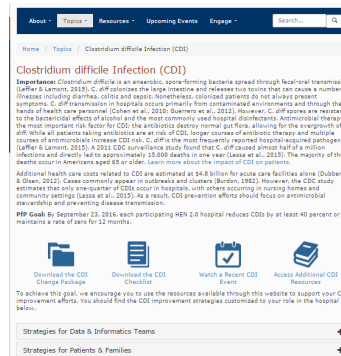 About Topics Resources Upcoming Events Engage Search...
Home / Topics / Clostridium difficile Infection (CDI)
Clostridium difficile Infection (CDI)
Importance: Clostridium difficile is an anaerobic, spore-forming bacteria spread through fecal-oral transmiss
(Leffler & Lamont, 2015). C. diff colonizes the large intestine and releases two toxins that can cause a number
illnesses including diarrhea, colitis and sepsis. Nonetheless, colonized patients do not always present
symptoms. C. diff transmission in hospitals occurs primarily from contaminated environments and through the
hands of health care personnel (Cohen et al., 2010; Guerrero et al., 2012). However, C. diff spores are resistan
to the bactericidal effects of alcohol and the most commonly used hospital disinfectants. Antimicrobial therap
the most important risk factor for CDI; the antibiotics destroy normal gut flora, allowing for the overgrowth of
diff. While all patients taking antibiotics are at risk of CDI, longer courses of antibiotic therapy and multiple
courses of antimicrobials increase CDI risk. C. diff is the most frequently reported hospital-acquired pathogen
(Leffler & Lamont, 2015). A 2011 CDC surveillance study found that C. diff caused almost half of a million
infections and directly led to approximately 15,000 deaths in one year (Lessa et al., 2015). The majority of the
deaths occur in Americans aged 65 or older. Learn more about the impact of CDI on patients.
Additional health care costs related to CDI are estimated at $4.8 billion for acute care facilities alone (Dubber
& Olsen, 2012). Cases commonly appear in outbreaks and clusters (Burdon, 1982). However, the CDC study
estimates that only one-quarter of CDIs occur in hospitals, with others occurring in nursing homes and
community settings (Lessa et al., 2015). As a result, CDI prevention efforts should focus on antimicrobial
stewardship and preventing disease transmission.
PfP Goal: By September 23, 2016, each participating HEN 2.0 hospital reduces CDIs by at least 40 percent or
maintains a rate of zero for 12 months.
Download the CDI Download the CDI Watch a Recent CDI Access Additional CDI
Change Package Checklist Event Resources
To achieve this goal, we encourage you to use the resources available through this website to support your C
improvement efforts. You should find the CDI improvement strategies customized to your role in the hospital
below.
Strategies for Data & Informatics Teams
Strategies for Patients & Families